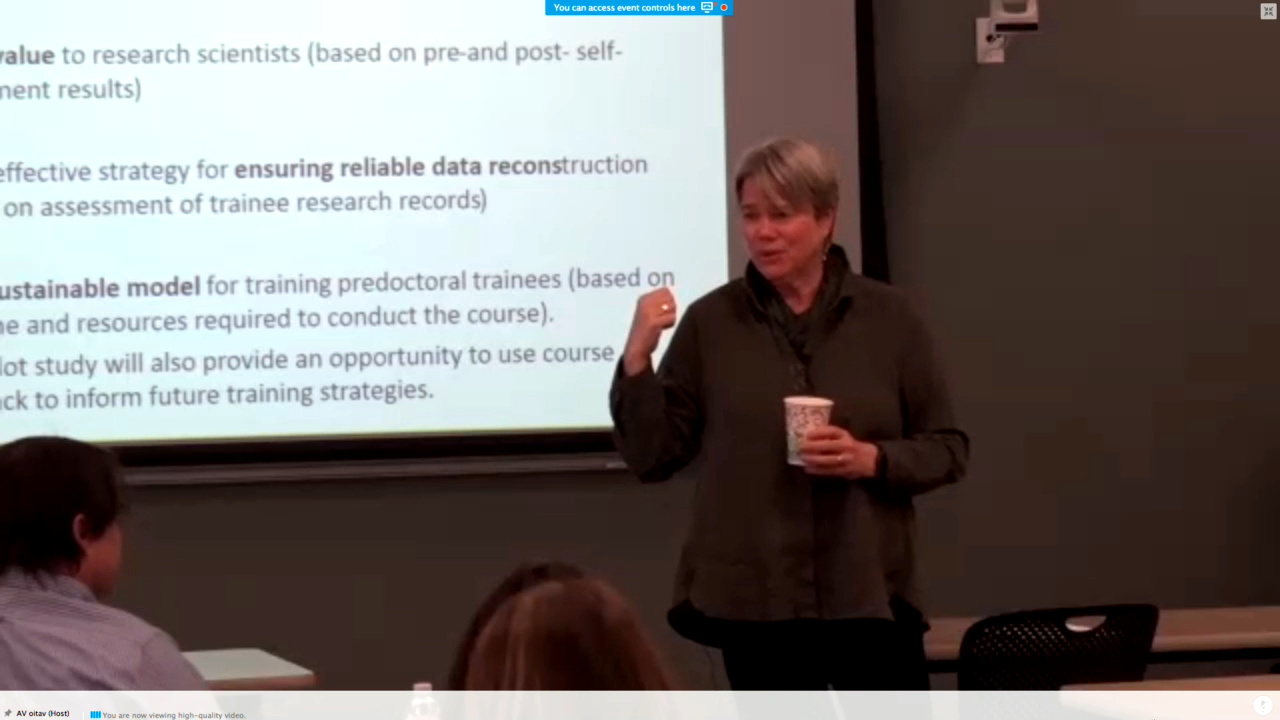 You can access event controls here
value to research scientists (based on pre-and post- self-
ment results)
effective strategy for ensuring reliable data reconstruction
on assessment of trainee research records)
ustainable model for training predoctoral trainees (based on
ne and resources required to conduct the course).
lot study will also provide an opportunity to use course
ck to inform future training strategies.
AV oitav (Host)
You are now viewing high-quality video.